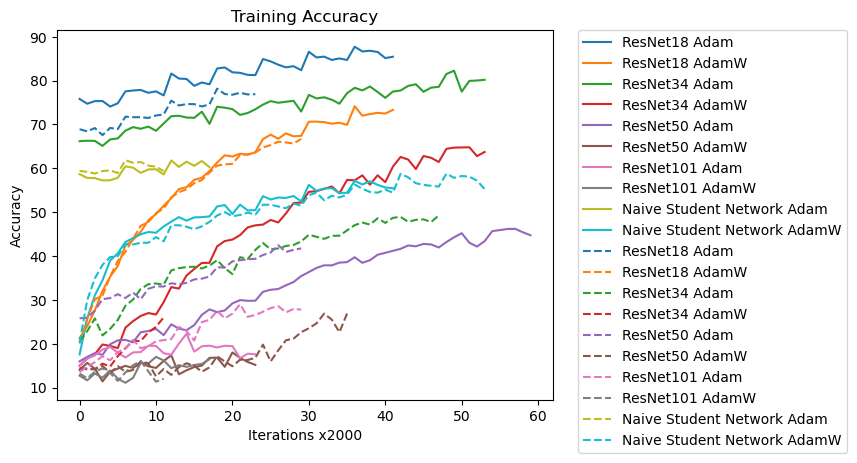 Training Accuracy
90
80
70
60
50
40
30
20
10
Accuracy
0
10
20
30
40
50
60
Iterations x2000
ResNet18 Adam
ResNet18 AdamW
ResNet34 Adam
ResNet34 AdamW
ResNet50 Adam
ResNet50 AdamW
ResNet101 Adam
ResNet101 AdamW
Naive Student Network Adam
Naive Student Network AdamW
ResNet18 Adam
ResNet18 AdamW
ResNet34 Adam
ResNet34 AdamW
ResNet50 Adam
ResNet50 AdamW
ResNet101 Adam
ResNet101 AdamW
Naive Student Network Adam
Naive Student Network AdamW